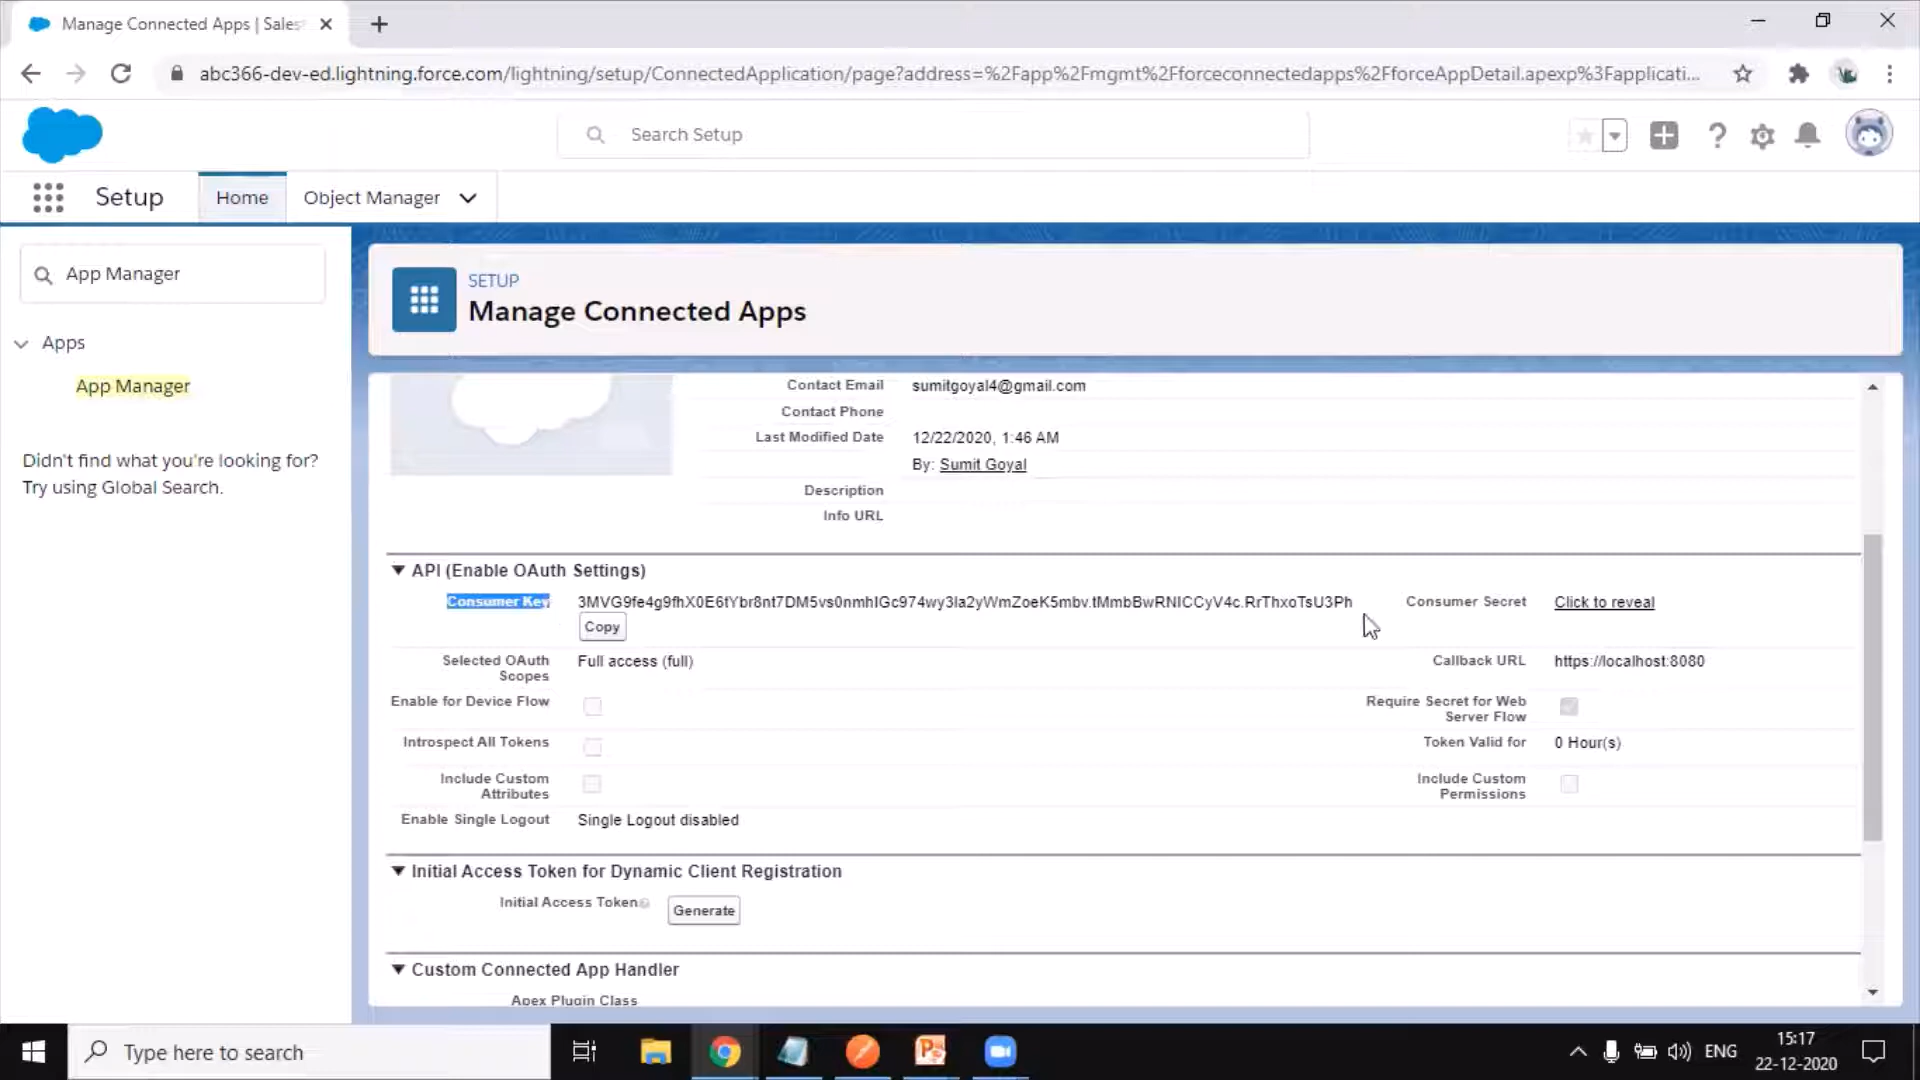 Manage Connected Apps | Sales
abc366-dev-ed.lightning.force.com/lightning/setup/ConnectedApplication/page?address=%2Fapp%2Fmgmt%2Fforceconnectedapps%2FforceAppDetail.apexp%3Fapplicati...
Search Setup
Setup
Home
Object Manager
App Manager
Apps
App Manager
Didn't find what you're looking for?
Try using Global Search.
SETUP
Manage Connected Apps
Contact Email sumitgoyal4@gmail.com
Contact Phone
Last Modified Date 12/22/2020, 1:46 AM
By: Sumit Goyal
Description
Info URL
API (Enable OAuth Settings)
Consumer Key
Copy
Consumer Secret Click to reveal
Selected OAuth
Scopes
Full access (full)
Callback URL https://localhost:8080
Enable for Device Flow
Require Secret for Web
Server Flow
Introspect All Tokens
Token Valid for 0 Hour(s)
Include Custom
Attributes
Include Custom
Permissions
Enable Single Logout Single Logout disabled
Initial Access Token for Dynamic Client Registration
Initial Access Token Generate
Custom Connected App Handler
Apex Plugin Class
Type here to search
ENG
15:17
22-12-2020